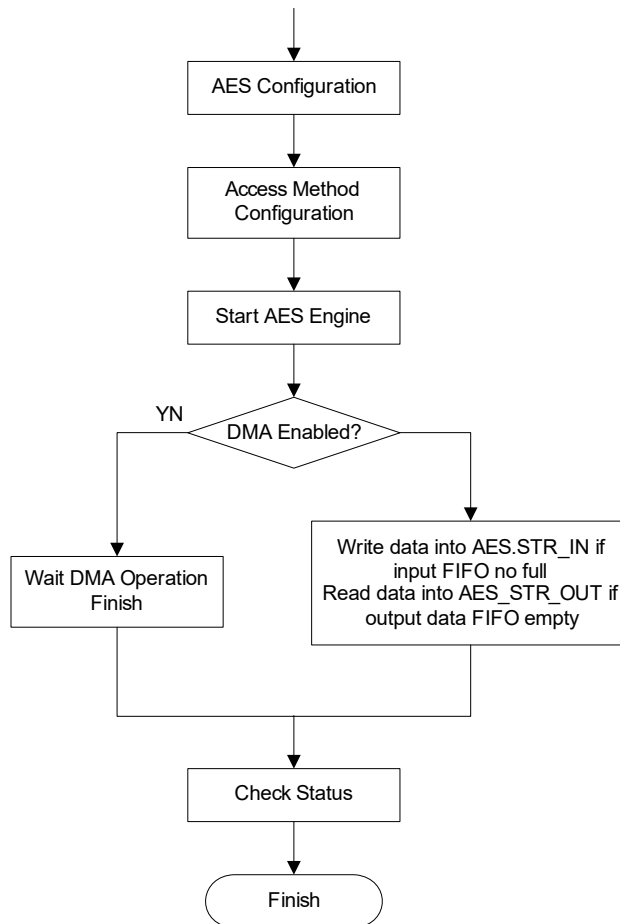 AES Configuration
Access Method
Configuration
Start AES Engine
YN
DMA Enabled?
Wait DMA Operation
Finish
Write data into AES.STR_IN if
input FIFO no full
Read data into AES_STR_OUT if
output data FIFO empty
Check Status
Finish